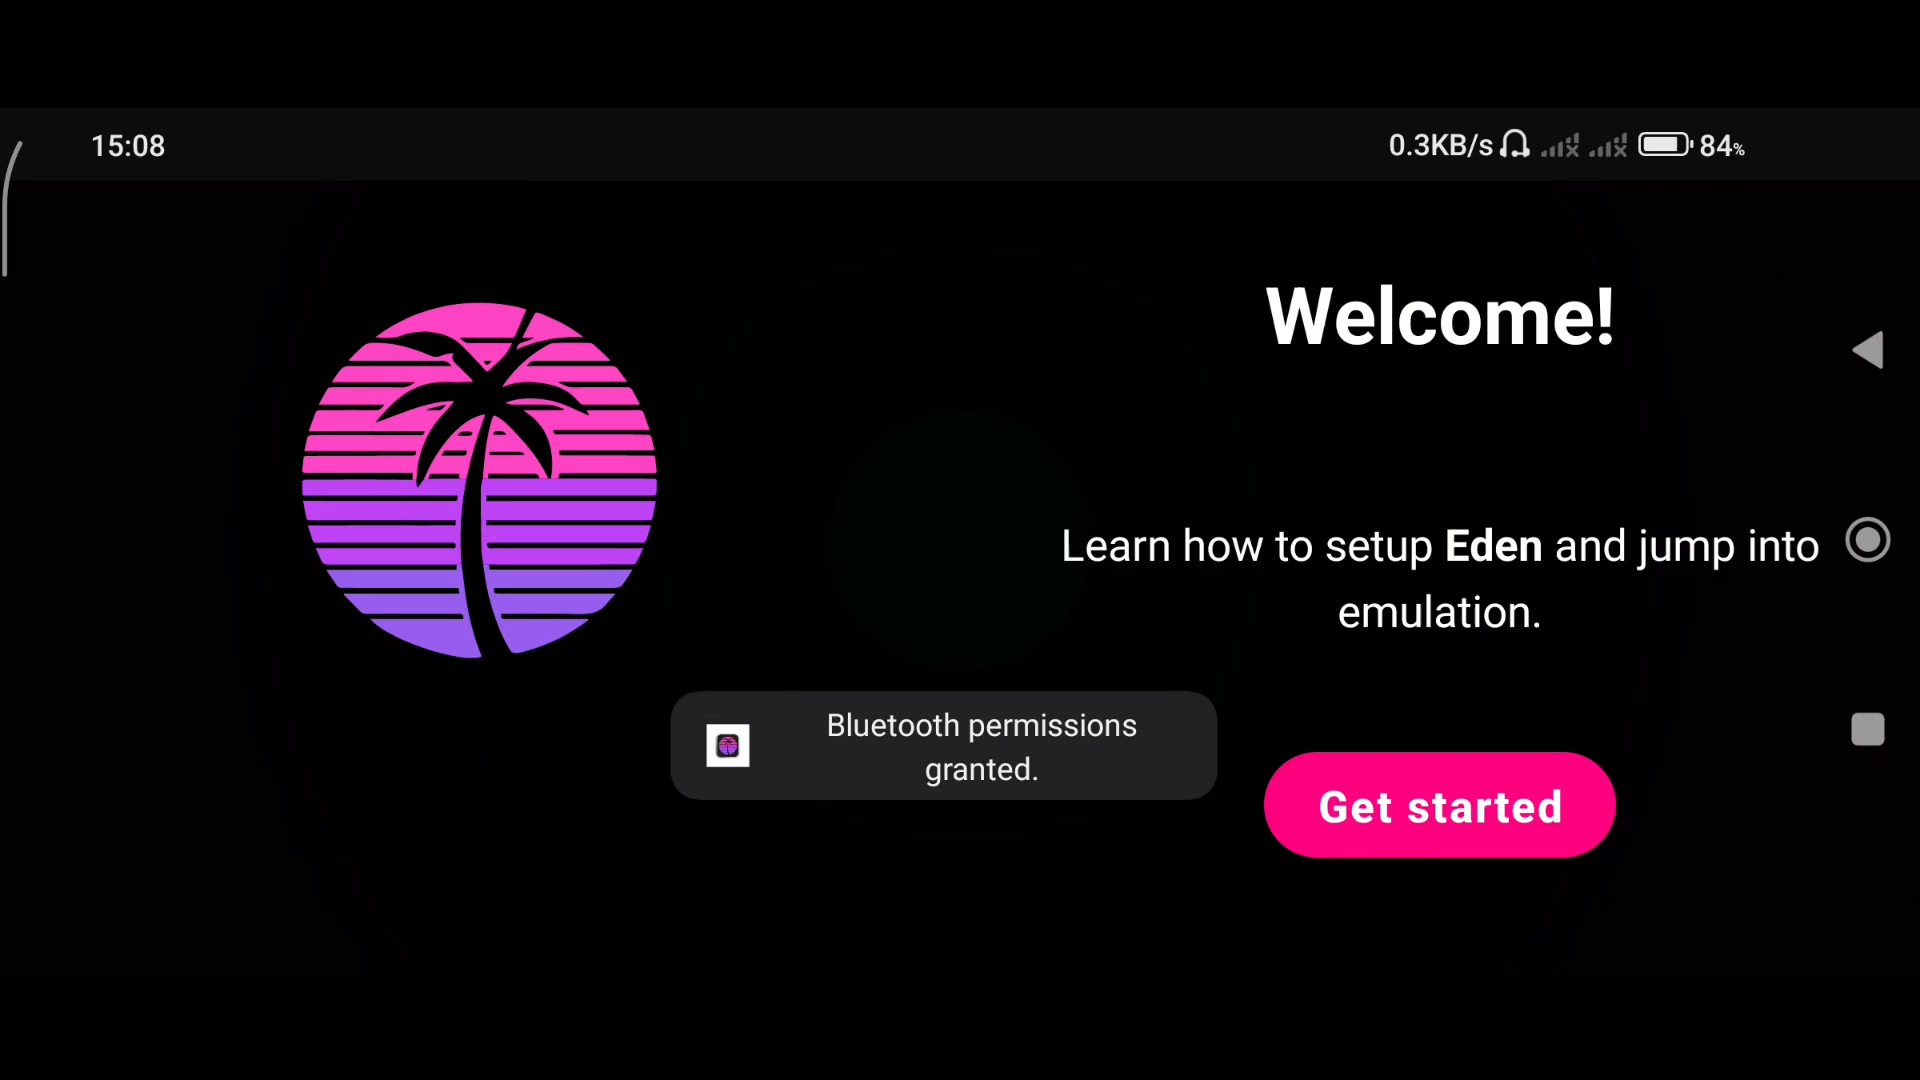 15:08
0.3KB/s
84%
Welcome!
Learn how to setup Eden and jump into
emulation.
Bluetooth permissions
granted.
Get started